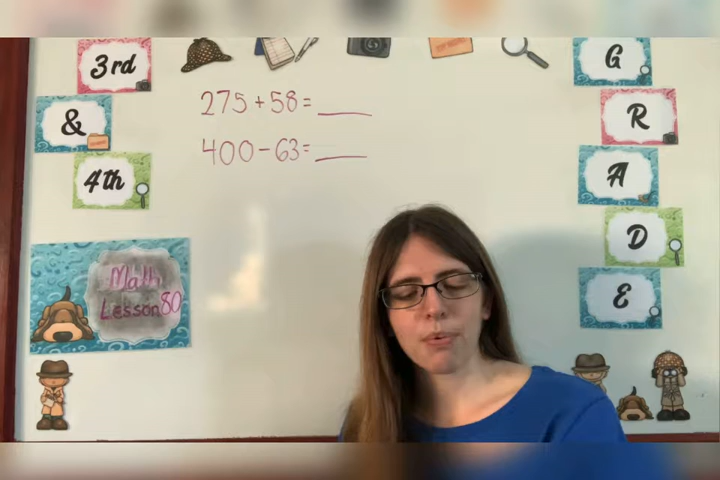 3rd
&
4th
275 + 58 = ___
400 - 63 = ___
Math
Lesson 80
G
R
A
D
E